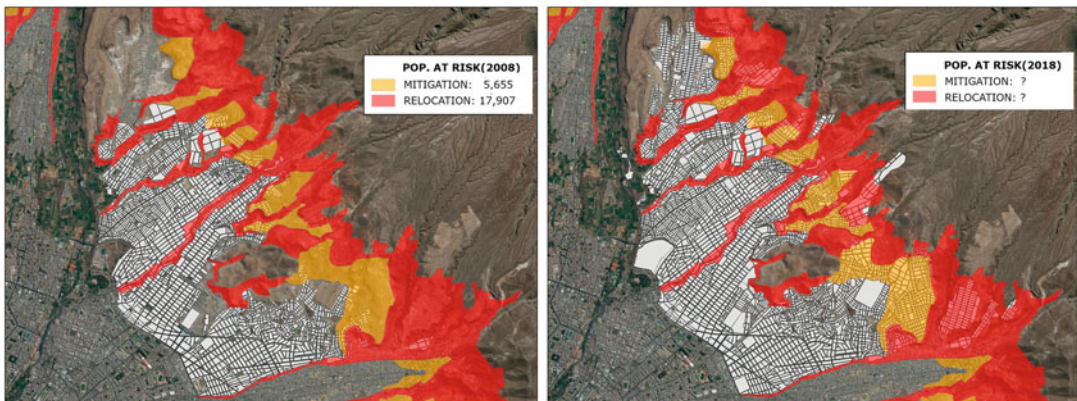 POP. AT RISK(2008)
MITIGATION: 5,655
RELOCATION: 17,907
POP. AT RISK(2018)
MITIGATION: ?
RELOCATION: ?